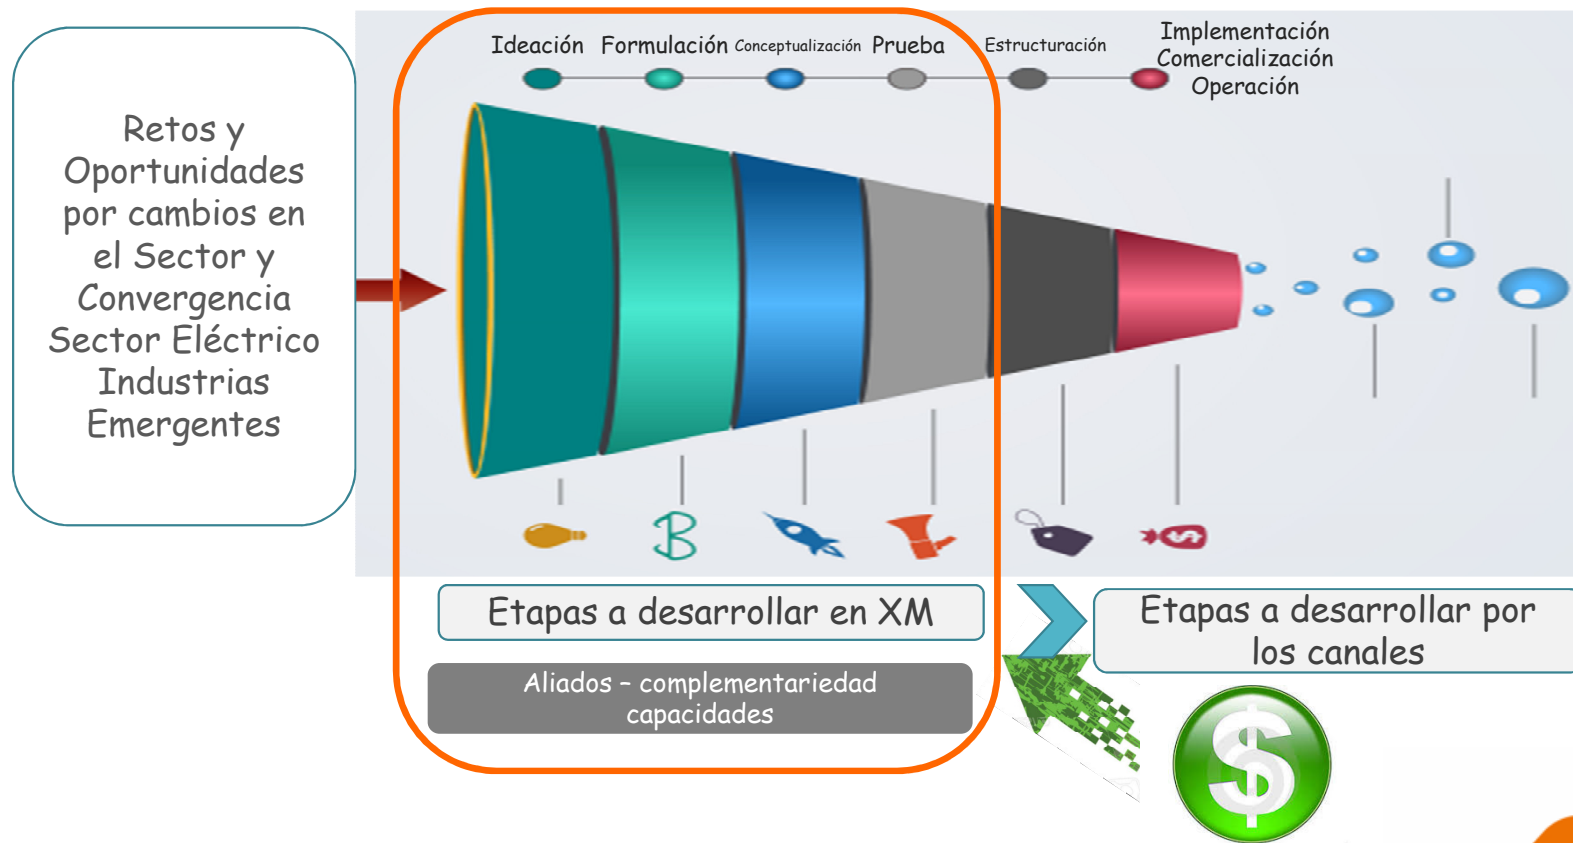 Retos y
Oportunidades
por cambios en
el Sector y
Convergencia
Sector Eléctrico
Industrias
Emergentes
Ideación
Formulación
Conceptualización
Prueba
Estructuración
Implementación
Comercialización
Operación
Etapas a desarrollar en XM
Aliados – complementariedad
capacidades
Etapas a desarrollar por
los canales